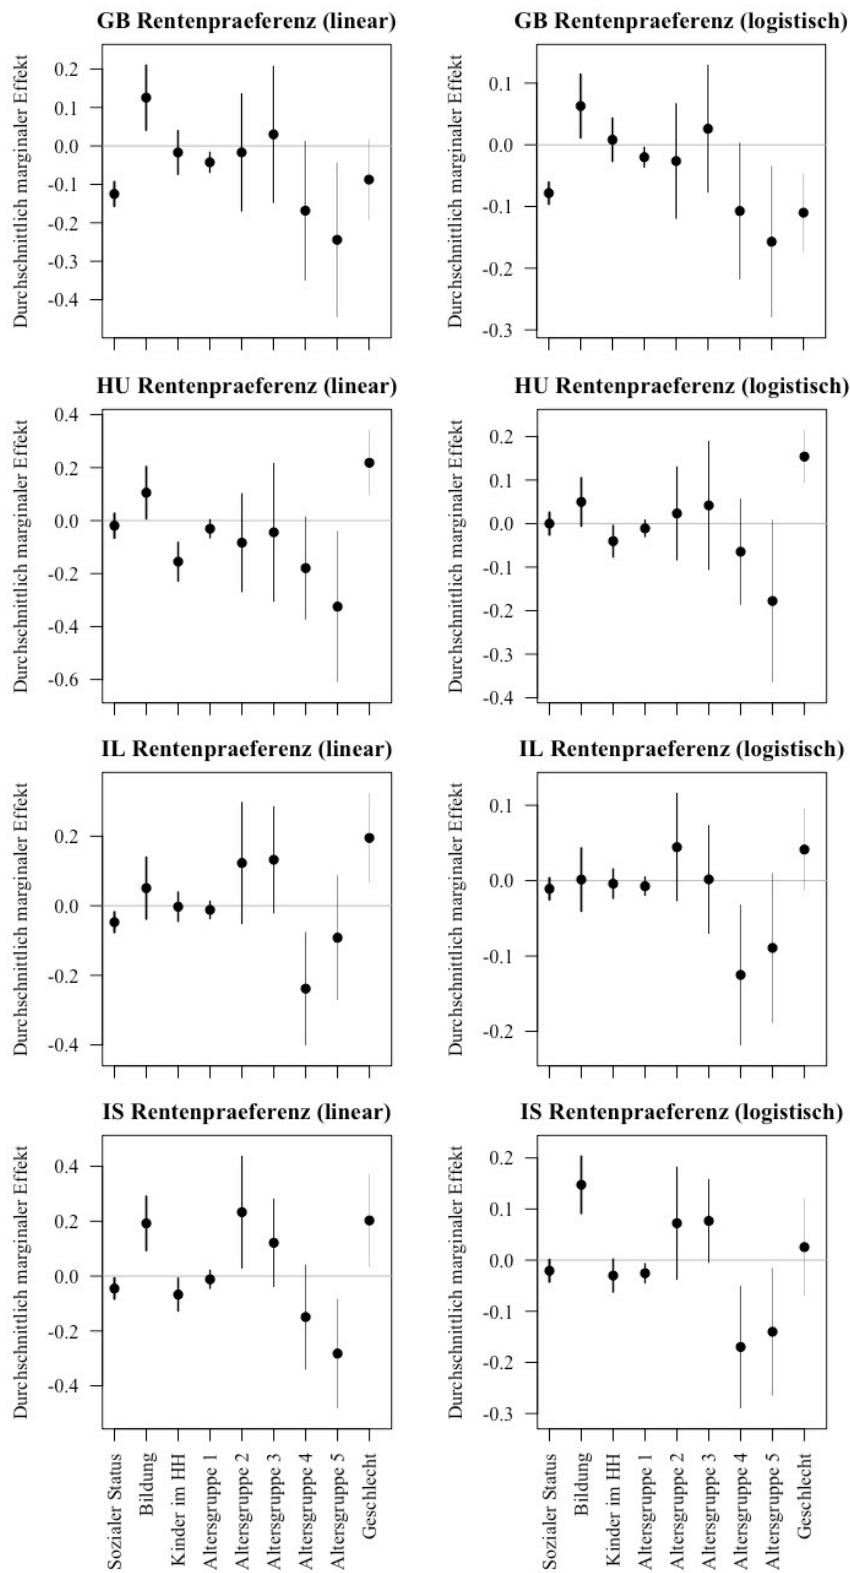 GB Rentenpraeferenz (linear)
Durchschnittlich marginaler Effekt
0.2
0.1
0.0
-0.1
-0.2
-0.3
-0.4
GB Rentenpraeferenz (logistisch)
Durchschnittlich marginaler Effekt
0.1
0.0
-0.1
-0.2
-0.3
HU Rentenpraeferenz (linear)
Durchschnittlich marginaler Effekt
0.4
0.2
0.0
-0.2
-0.4
-0.6
HU Rentenpraeferenz (logistisch)
Durchschnittlich marginaler Effekt
0.2
0.1
0.0
-0.1
-0.2
-0.3
-0.4
IL Rentenpraeferenz (linear)
Durchschnittlich marginaler Effekt
0.2
0.0
-0.2
-0.4
IL Rentenpraeferenz (logistisch)
Durchschnittlich marginaler Effekt
0.1
0.0
-0.1
-0.2
IS Rentenpraeferenz (linear)
Durchschnittlich marginaler Effekt
0.4
0.2
0.0
-0.2
-0.4
Sozialer Status
Bildung
Kinder im HH
Altersgruppe 1
Altersgruppe 2
Altersgruppe 3
Altersgruppe 4
Altersgruppe 5
Geschlecht
IS Rentenpraeferenz (logistisch)
Durchschnittlich marginaler Effekt
0.2
0.1
0.0
-0.1
-0.2
-0.3
Sozialer Status
Bildung
Kinder im HH
Altersgruppe 1
Altersgruppe 2
Altersgruppe 3
Altersgruppe 4
Altersgruppe 5
Geschlecht